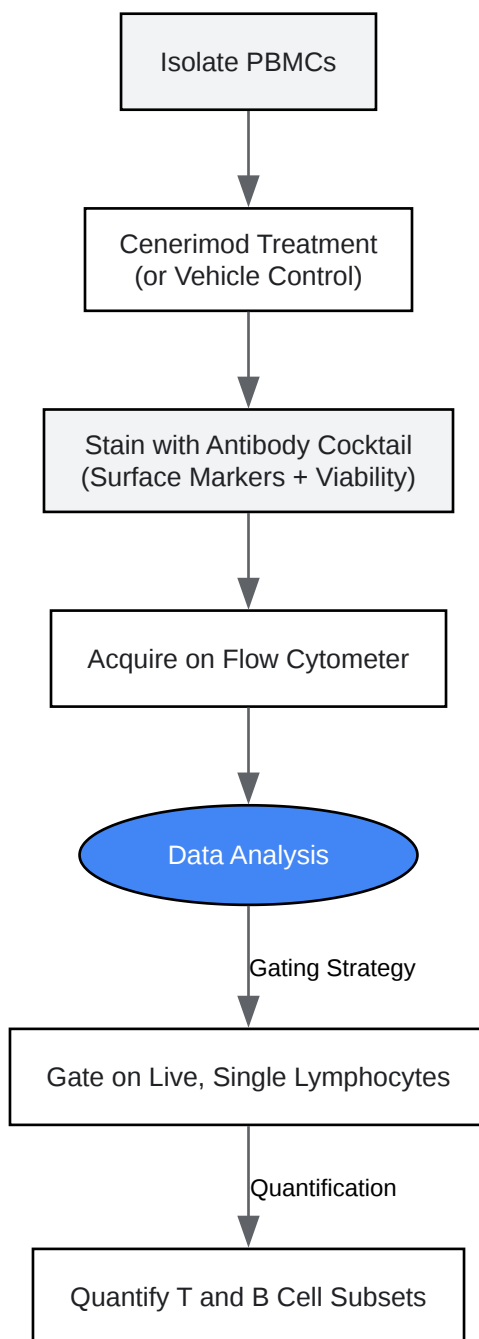 Isolate PBMCs
Cenerimod Treatment
(or Vehicle Control)
Stain with Antibody Cocktail
(Surface Markers + Viability)
Acquire on Flow Cytometer
Data Analysis
Gating Strategy
Gate on Live, Single Lymphocytes
Quantification
Quantify T and B Cell Subsets